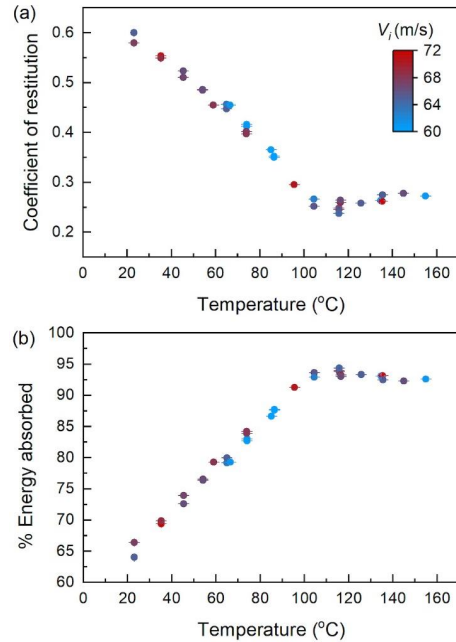 (a)
V_i (m/s)
72
68
64
60
0.6
0.5
0.4
0.3
0.2
Coefficient of restitution
0 20 40 60 80 100 120 140 160
Temperature (°C)
(b)
100
95
90
85
80
75
70
65
60
% Energy absorbed
0 20 40 60 80 100 120 140 160
Temperature (°C)